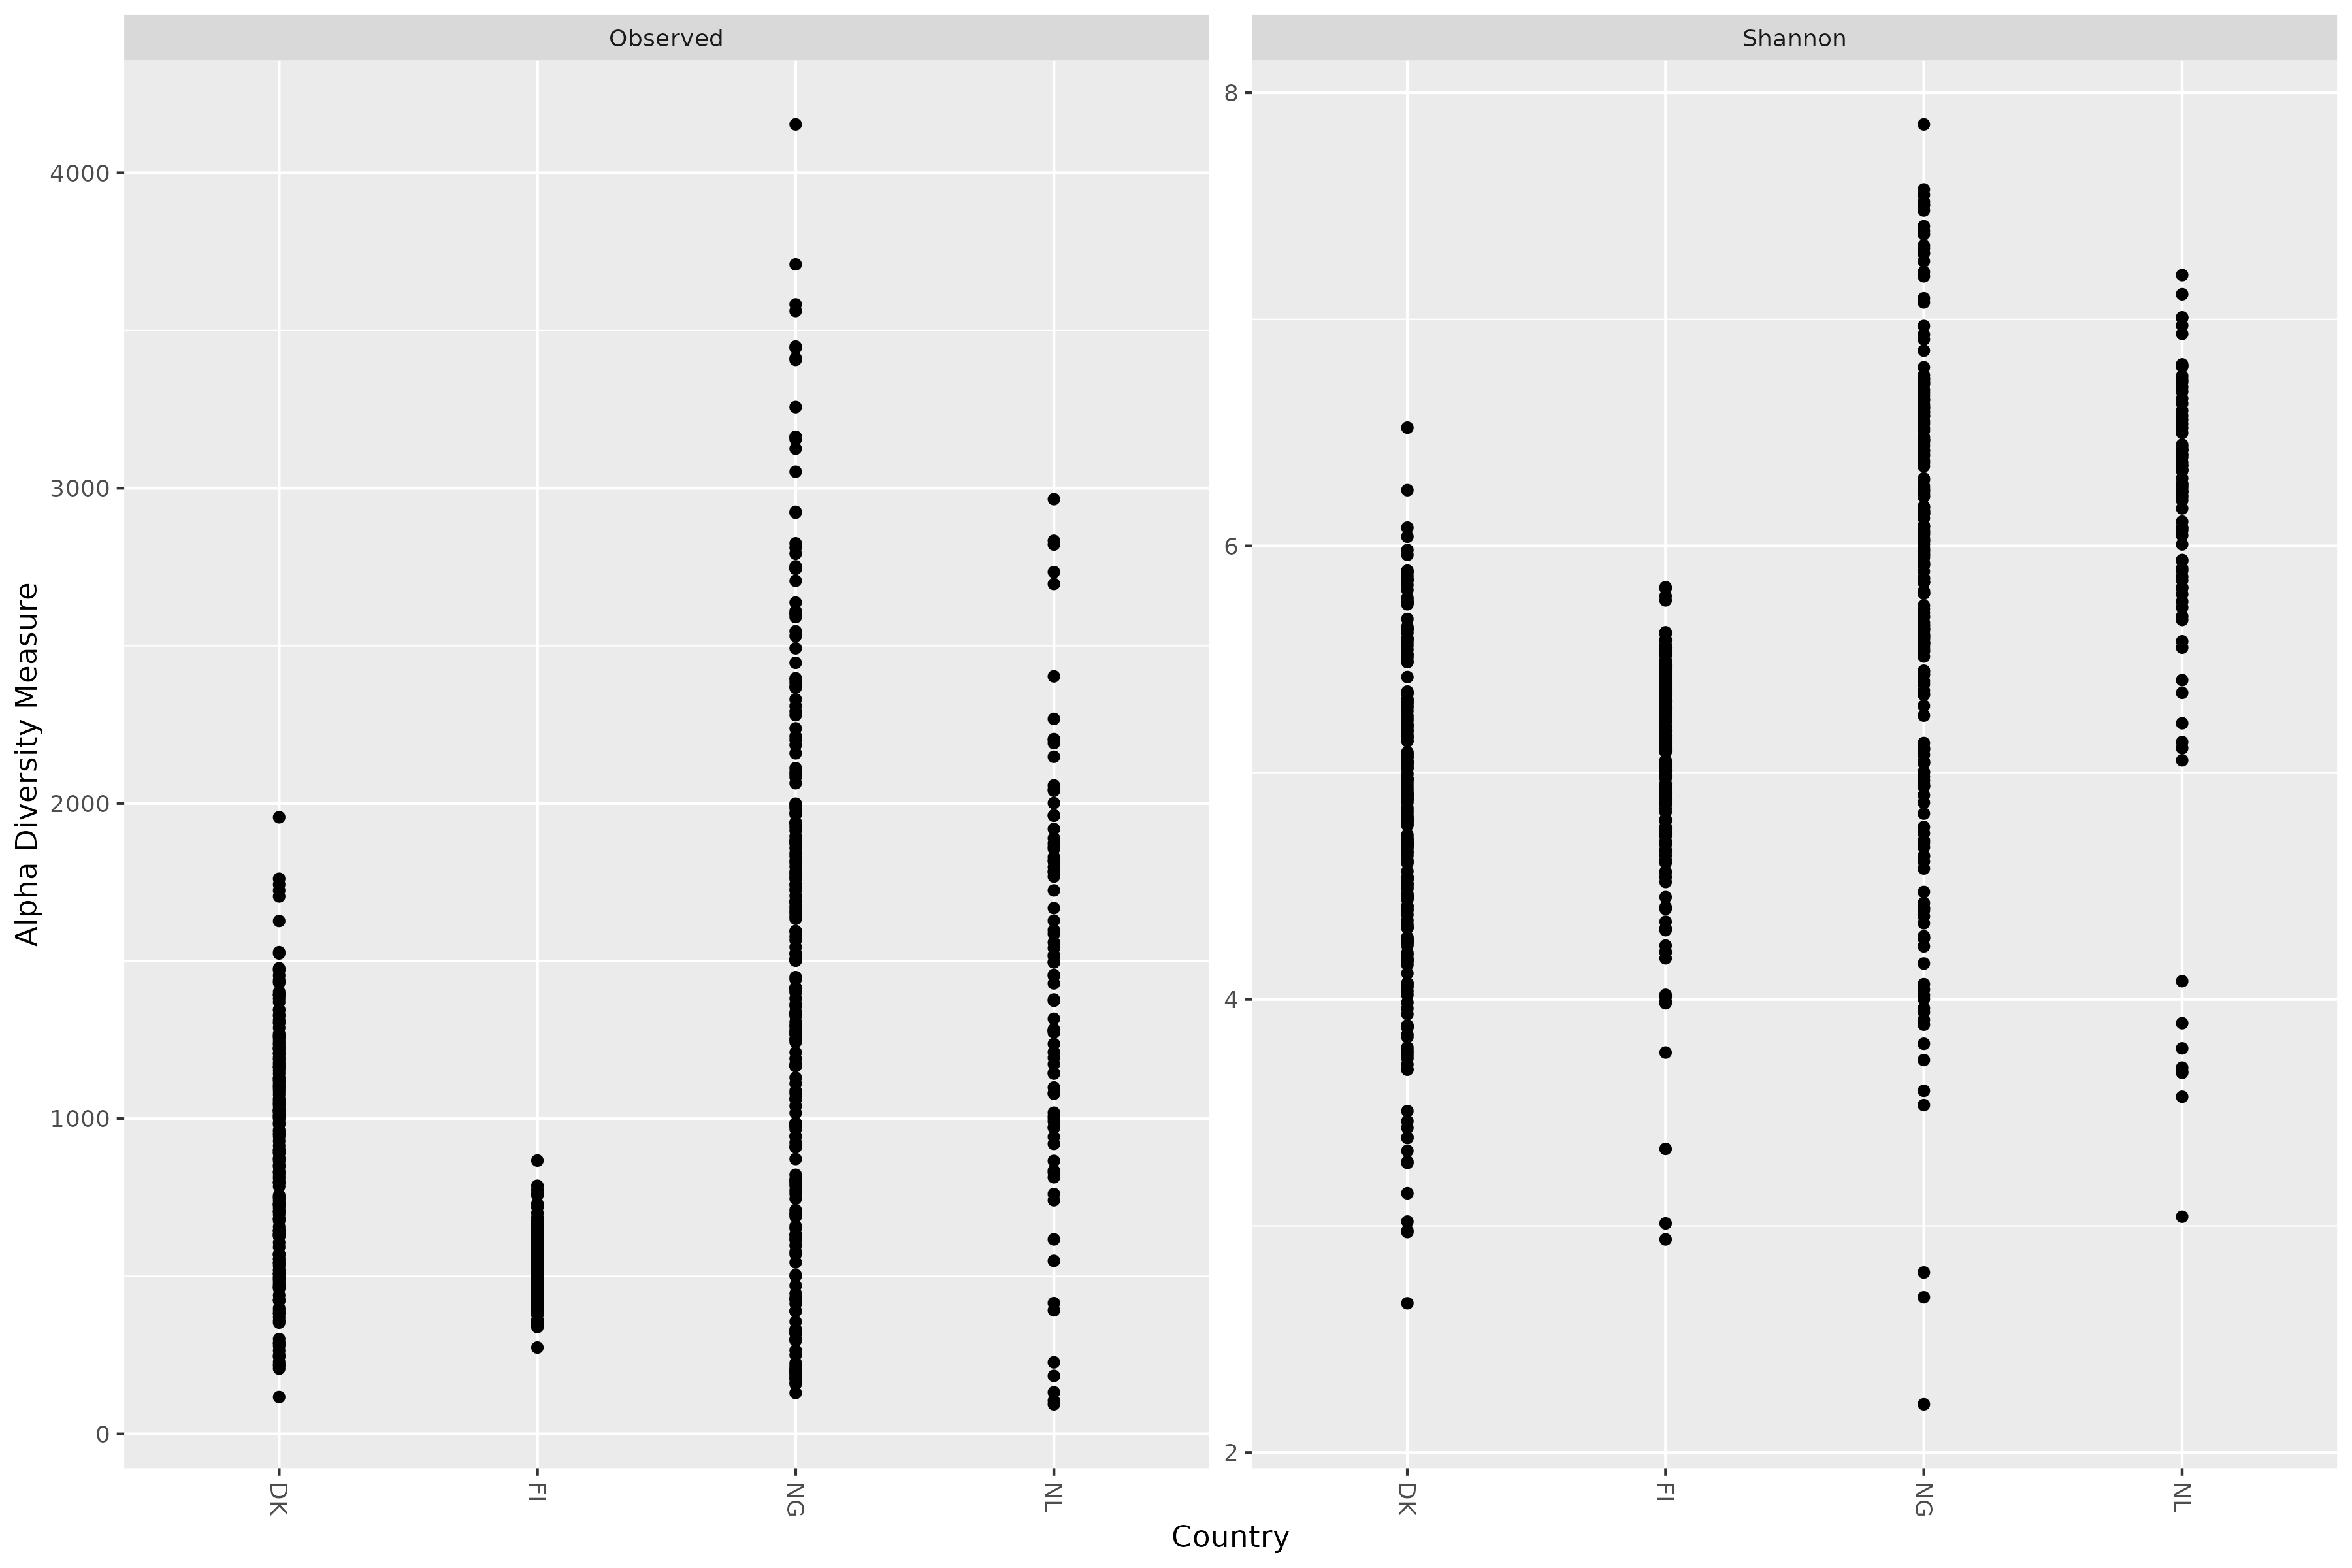 Observed
Shannon
Alpha Diversity Measure
4000
3000
2000
1000
0
8
6
4
2
DK
FI
NG
NL
DK
FI
NG
NL
Country